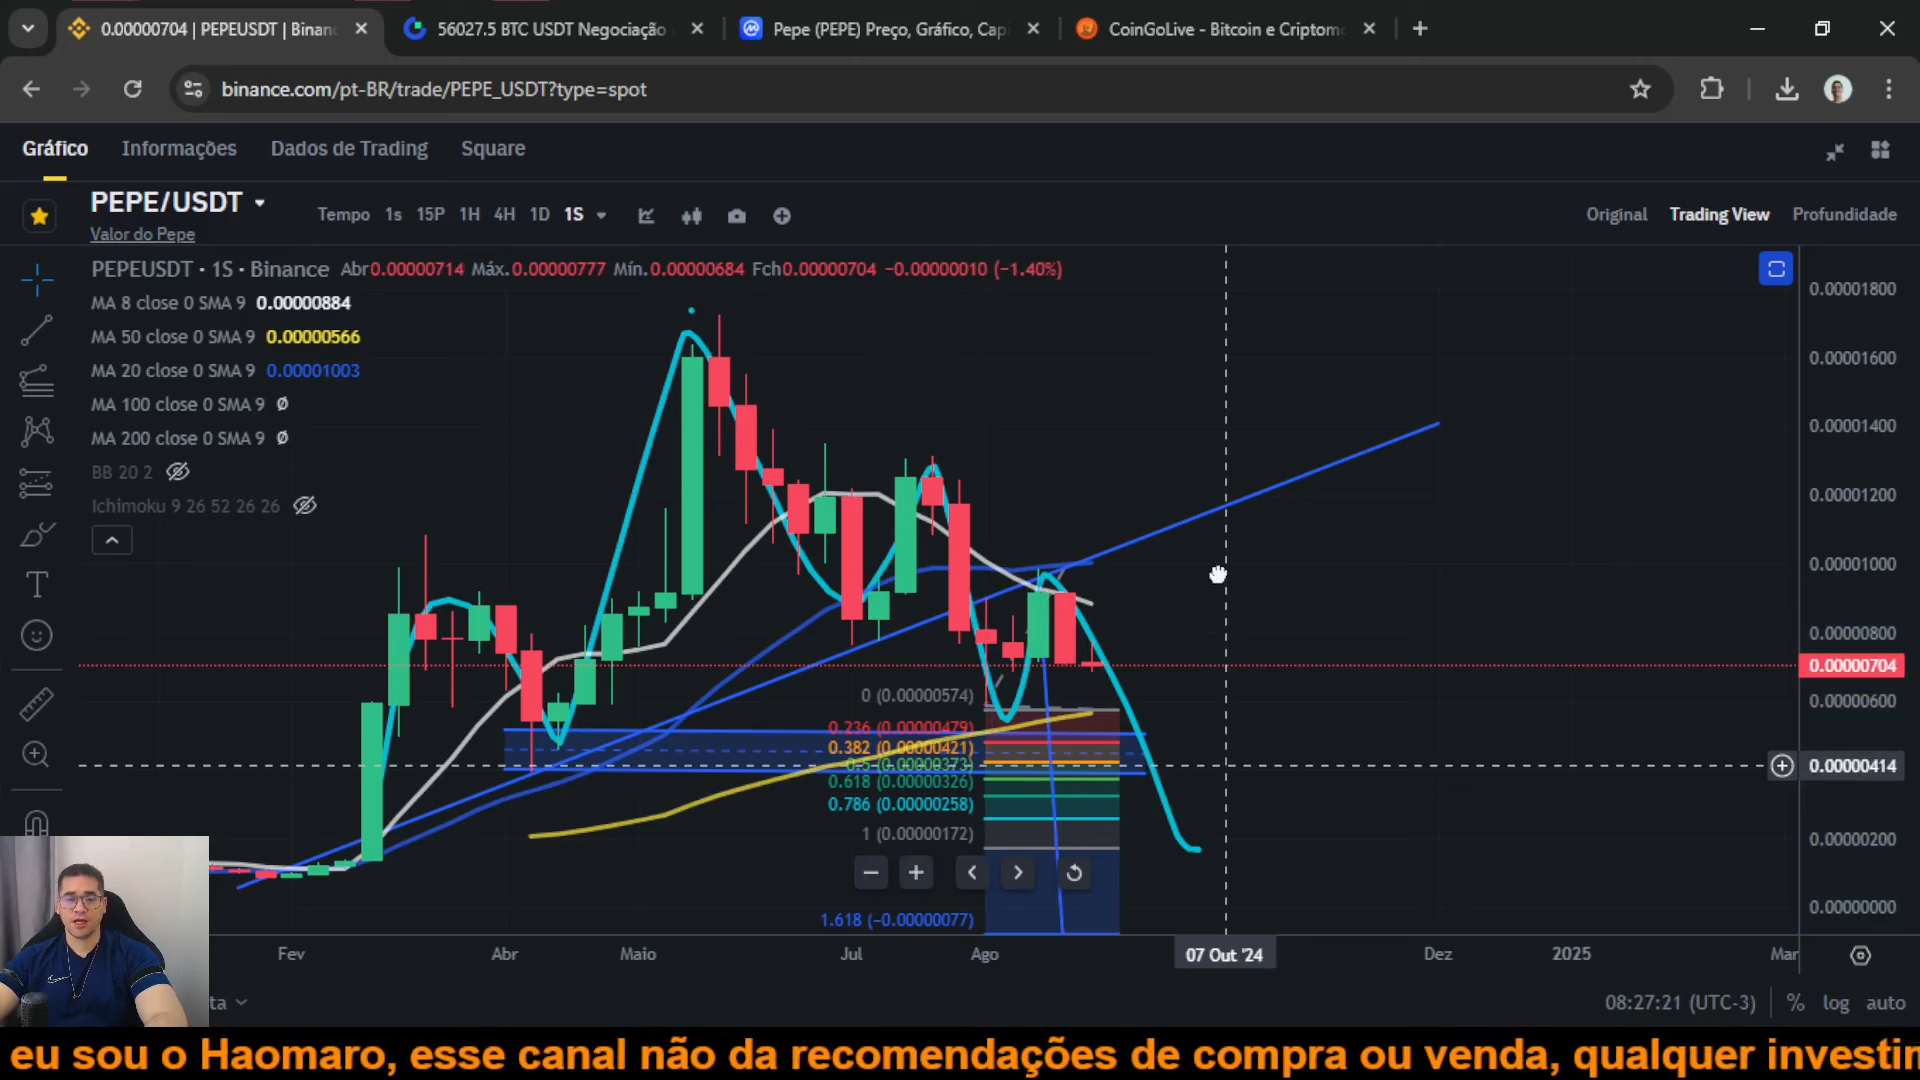 0.00000704 | PEPEUSDT | Binan
56027.5 BTC USDT Negociação
Pepe (PEPE) Preço, Gráfico, Cap
CoinGoLive - Bitcoin e Criptom
binance.com/pt-BR/trade/PEPE_USDT?type=spot
Gráfico Informações Dados de Trading Square
PEPE/USDT
Valor do Pepe
Tempo 1s 15P 1H 4H 1D 1S
Original Trading View Profundidade
PEPEUSDT · 1S · Binance Abr0.00000714 Máx.0.00000777 Mín.0.00000684 Fch0.00000704 −0.00000010 (−1.40%)
MA 8 close 0 SMA 9 0.00000884
MA 50 close 0 SMA 9 0.00000566
MA 20 close 0 SMA 9 0.00001003
MA 100 close 0 SMA 9 Ø
MA 200 close 0 SMA 9 Ø
BB 20 2
Ichimoku 9 26 52 26 26
0.00001800
0.00001600
0.00001400
0.00001200
0.00001000
0.00000800
0.00000704
0.00000600
0.00000414
0.00000200
0.00000000
0 (0.00000574)
0.236 (0.00000479)
0.382 (0.00000421)
0.5 (0.00000373)
0.618 (0.00000326)
0.786 (0.00000258)
1 (0.00000172)
1.618 (−0.00000077)
Fev Abr Maio Jul Ago 07 Out '24 Dez 2025 Mar
ta
08:27:21 (UTC-3) % log auto
eu sou o Haomaro, esse canal não da recomendações de compra ou venda, qualquer investin